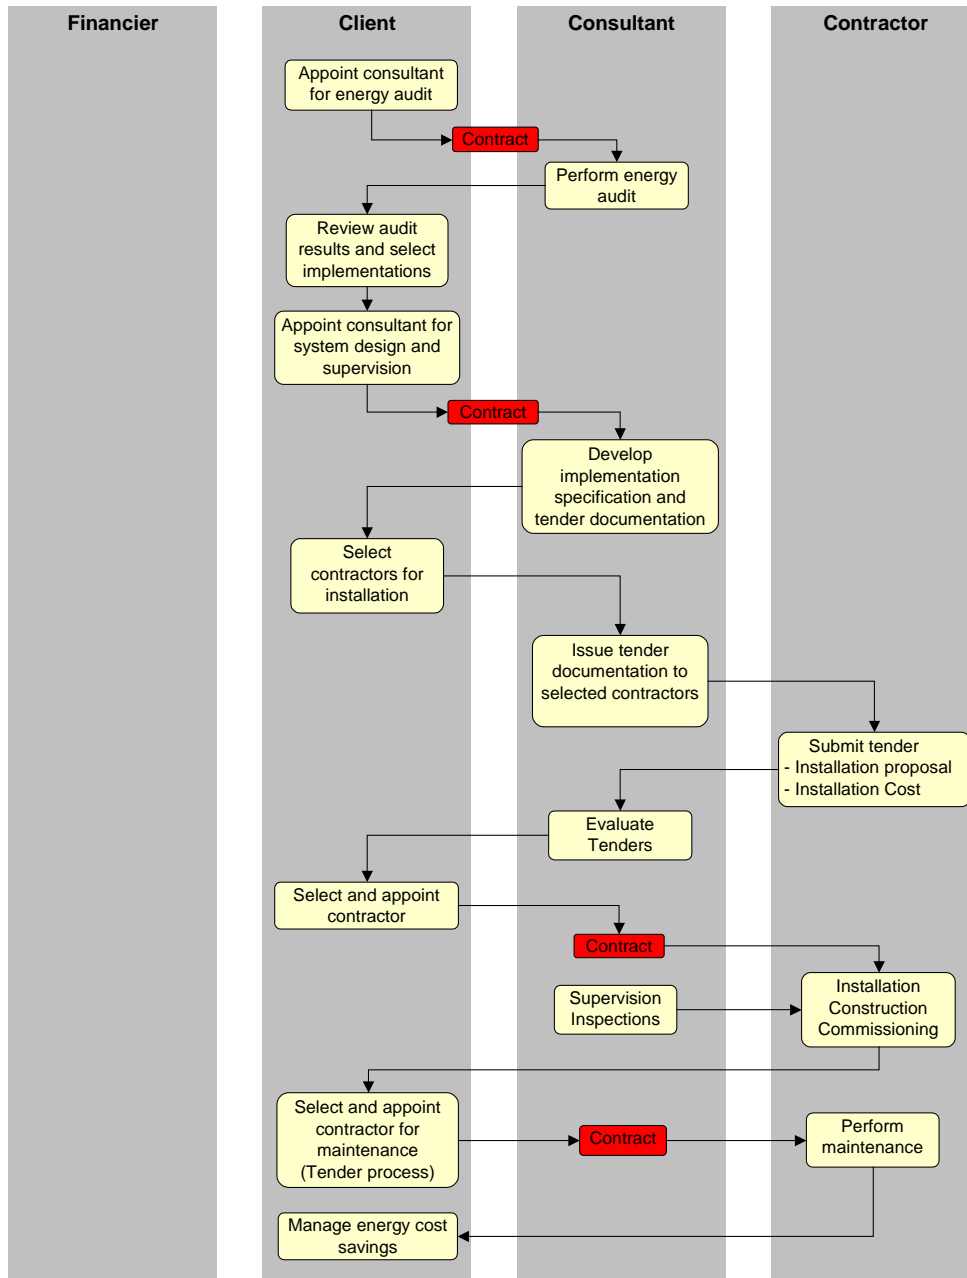 Financier
Client
Consultant
Contractor
Appoint consultant
for energy audit
Contract
Perform energy
audit
Review audit
results and select
implementations
Appoint consultant for
system design and
supervision
Contract
Develop
implementation
specification and
tender documentation
Select
contractors for
installation
Issue tender
documentation to
selected contractors
Submit tender
- Installation proposal
- Installation Cost
Evaluate
Tenders
Select and appoint
contractor
Contract
Supervision
Inspections
Installation
Construction
Commissioning
Select and appoint
contractor for
maintenance
(Tender process)
Contract
Perform
maintenance
Manage energy cost
savings